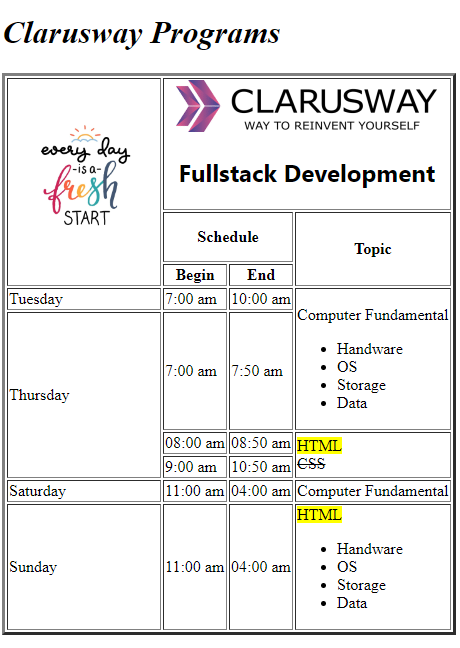 Clarusway Programs
every day
-is a-
fresh
START
CLARUSWAY
WAY TO REINVENT YOURSELF
Fullstack Development
Schedule
Topic
Begin End
Tuesday 7:00 am 10:00 am
Computer Fundamental
Handware
OS
Storage
Data
Thursday 7:00 am 7:50 am
08:00 am 08:50 am HTML
9:00 am 10:50 am CSS
Saturday 11:00 am 04:00 am Computer Fundamental
Sunday 11:00 am 04:00 am
HTML
Handware
OS
Storage
Data